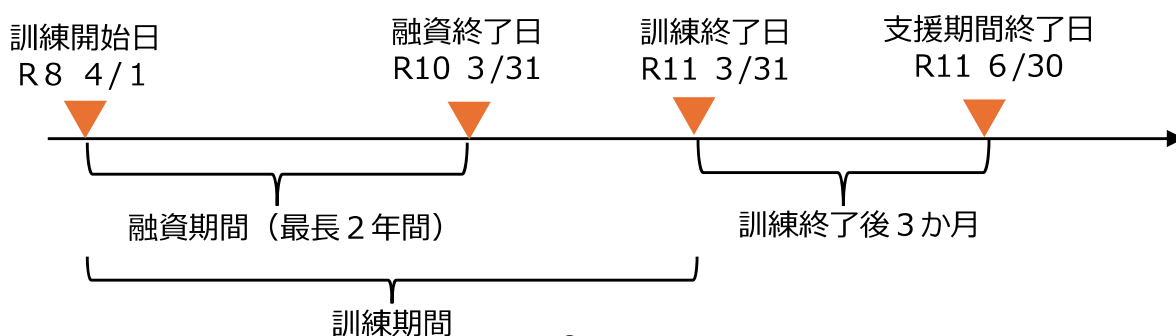 訓練開始日
R８ 4/１
融資終了日
R10 ３/31
訓練終了日
R11 ３/31
支援期間終了日
R11 ６/30
融資期間（最長２年間）
訓練終了後３か月
訓練期間